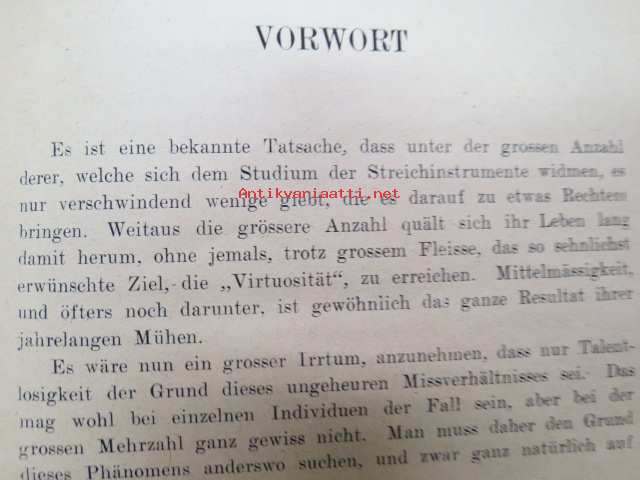 VORWORT
Es ist eine bekannte Tatsache, dass unter der grossen Anzahl
derer, welche sich dem Studium der Streichinstrumente widmen, es
Antikvariaatti.net
nur verschwindend wenige giebt, die es darauf zu etwas Rechtem
bringen. Weitaus die grössere Anzahl quält sich ihr Leben lang
damit herum, ohne jemals, trotz grossem Fleisse, das so sehnlichst
erwünschte Ziel, die „Virtuosität“, zu erreichen. Mittelmässigkeit,
und öfters noch darunter, ist gewöhnlich das ganze Resultat ihrer
jahrelangen Mühen.
Es wäre nun ein grosser Irrtum, anzunehmen, dass nur Talent-
losigkeit der Grund dieses ungeheuren Missverhältnisses sei. Das
mag wohl bei einzelnen Individuen der Fall sein, aber bei der
grossen Mehrzahl ganz gewiss nicht. Man muss daher den Grund
dieses Phänomens anderswo suchen, und zwar ganz natürlich auf